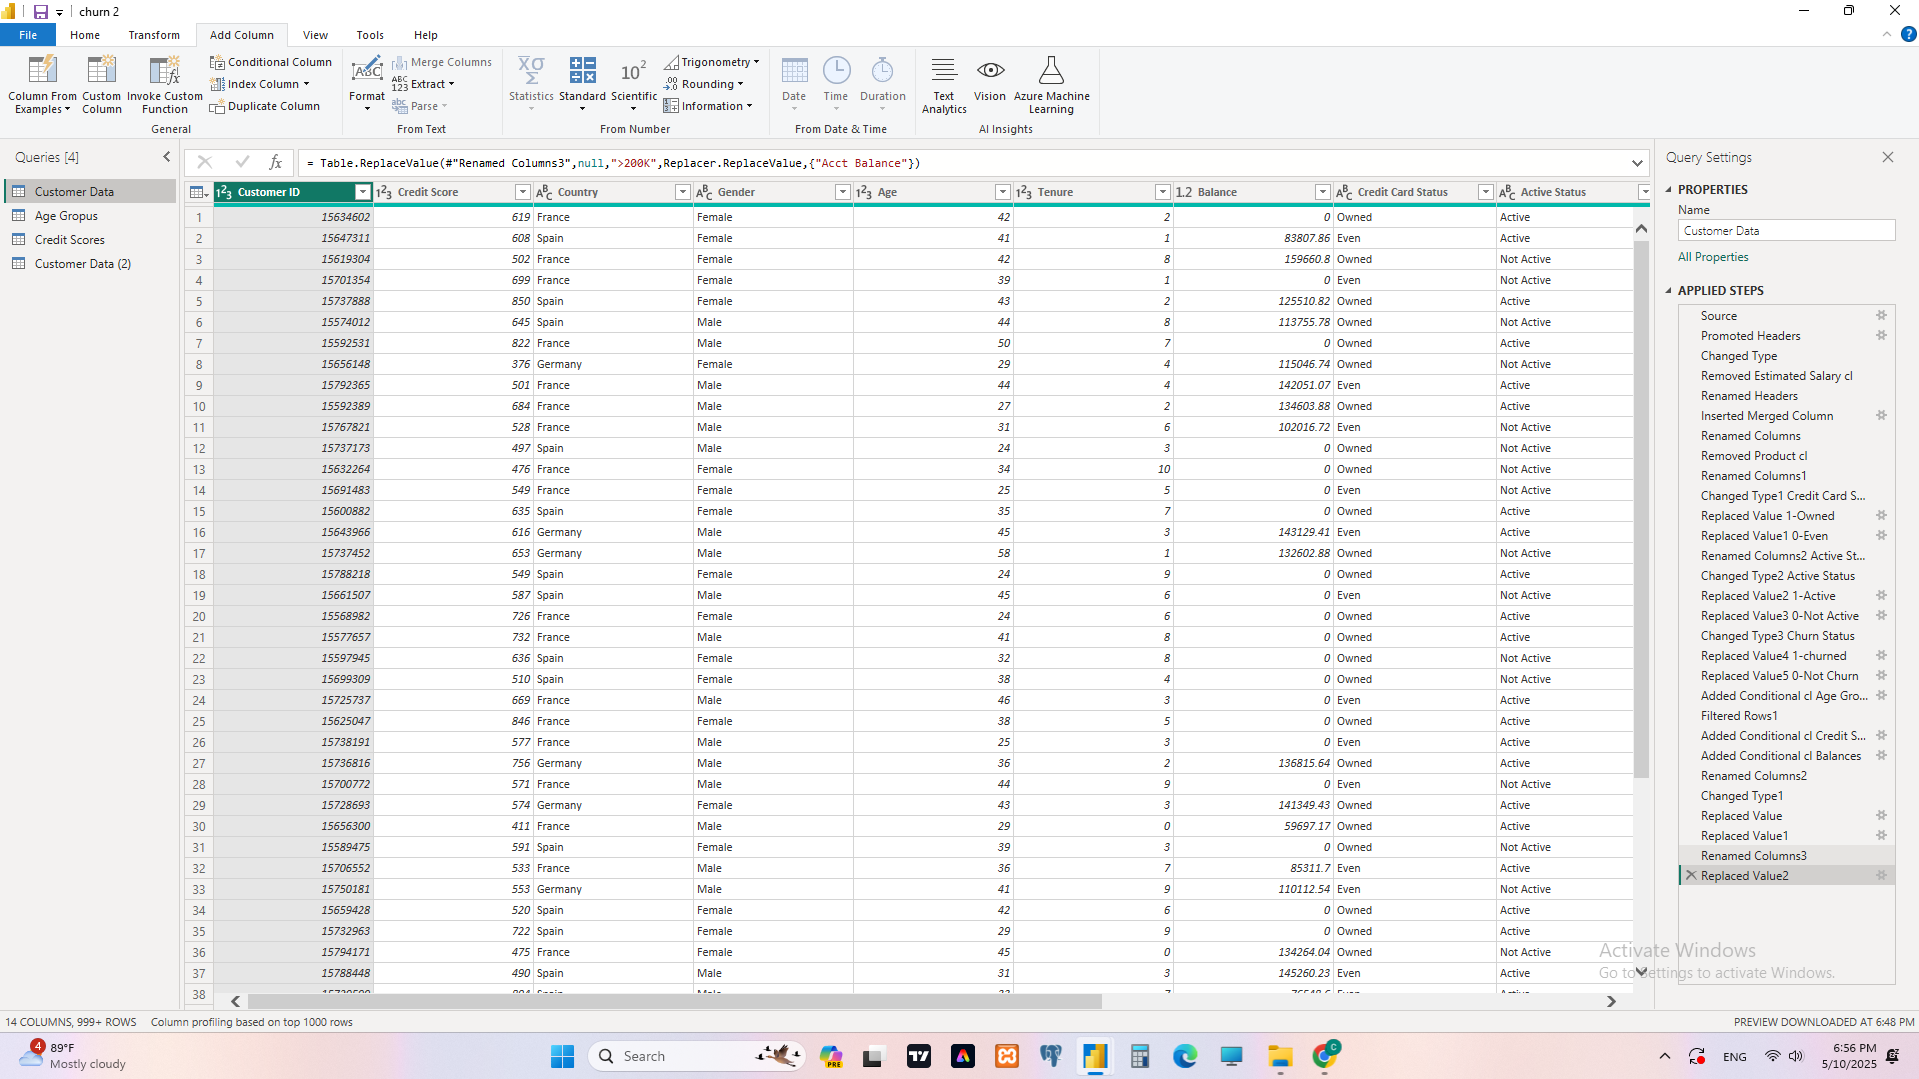 churn 2
File Home Transform Add Column View Tools Help
Column From Examples
Custom Column
Invoke Custom Function
Conditional Column
Index Column
Duplicate Column
General
Format
Merge Columns
ABC 123 Extract
abc Parse
From Text
Statistics
Standard
10² Scientific
Trigonometry
.00 Rounding
Information
From Number
Date
Time
Duration
From Date & Time
Text Analytics
Vision
Azure Machine Learning
AI Insights
Queries [4]
Customer Data
Age Gropus
Credit Scores
Customer Data (2)
= Table.ReplaceValue(#"Renamed Columns3",null,">200K",Replacer.ReplaceValue,{"Acct Balance"})
Customer ID Credit Score Country Gender Age Tenure 1.2 Balance Credit Card Status Active Status
1 15634602 619 France Female 42 2 0 Owned Active
2 15647311 608 Spain Female 41 1 83807.86 Even Active
3 15619304 502 France Female 42 8 159660.8 Owned Not Active
4 15701354 699 France Female 39 1 0 Even Not Active
5 15737888 850 Spain Female 43 2 125510.82 Owned Active
6 15574012 645 Spain Male 44 8 113755.78 Owned Not Active
7 15592531 822 France Male 50 7 0 Owned Active
8 15656148 376 Germany Female 29 4 115046.74 Owned Not Active
9 15792365 501 France Male 44 4 142051.07 Even Active
10 15592389 684 France Male 27 2 134603.88 Owned Active
11 15767821 528 France Male 31 6 102016.72 Even Not Active
12 15737173 497 Spain Male 24 3 0 Owned Not Active
13 15632264 476 France Female 34 10 0 Owned Not Active
14 15691483 549 France Female 25 5 0 Even Not Active
15 15600882 635 Spain Female 35 7 0 Owned Active
16 15643966 616 Germany Male 45 3 143129.41 Even Active
17 15737452 653 Germany Male 58 1 132602.88 Owned Not Active
18 15788218 549 Spain Female 24 9 0 Owned Active
19 15661507 587 Spain Male 45 6 0 Even Not Active
20 15568982 726 France Female 24 6 0 Owned Active
21 15577657 732 France Male 41 8 0 Owned Active
22 15597945 636 Spain Female 32 8 0 Owned Not Active
23 15699309 510 Spain Female 38 4 0 Owned Not Active
24 15725737 669 France Male 46 3 0 Even Active
25 15625047 846 France Female 38 5 0 Owned Active
26 15738191 577 France Male 25 3 0 Even Active
27 15736816 756 Germany Male 36 2 136815.64 Owned Active
28 15700772 571 France Male 44 9 0 Even Not Active
29 15728693 574 Germany Female 43 3 141349.43 Owned Active
30 15656300 411 France Male 29 0 59697.17 Owned Active
31 15589475 591 Spain Female 39 3 0 Owned Not Active
32 15706552 533 France Male 36 7 85311.7 Even Active
33 15750181 553 Germany Male 41 9 110112.54 Even Not Active
34 15659428 520 Spain Female 42 6 0 Owned Active
35 15732963 722 Spain Female 29 9 0 Owned Active
36 15794171 475 France Female 45 0 134264.04 Owned Not Active
37 15788448 490 Spain Male 31 3 145260.23 Even Active
38
Query Settings
PROPERTIES
Name
Customer Data
All Properties
APPLIED STEPS
Source
Promoted Headers
Changed Type
Removed Estimated Salary cl
Renamed Headers
Inserted Merged Column
Renamed Columns
Removed Product cl
Renamed Columns1
Changed Type1 Credit Card S...
Replaced Value 1-Owned
Replaced Value1 0-Even
Renamed Columns2 Active St...
Changed Type2 Active Status
Replaced Value2 1-Active
Replaced Value3 0-Not Active
Changed Type3 Churn Status
Replaced Value4 1-churned
Replaced Value5 0-Not Churn
Added Conditional cl Age Gro...
Filtered Rows1
Added Conditional cl Credit S...
Added Conditional cl Balances
Renamed Columns2
Changed Type1
Replaced Value
Replaced Value1
Renamed Columns3
Replaced Value2
Activate Windows
Go to Settings to activate Windows.
14 COLUMNS, 999+ ROWS Column profiling based on top 1000 rows
PREVIEW DOWNLOADED AT 6:48 PM
4 89°F
Mostly cloudy
Search
PRE
C
ENG
6:56 PM
5/10/2025